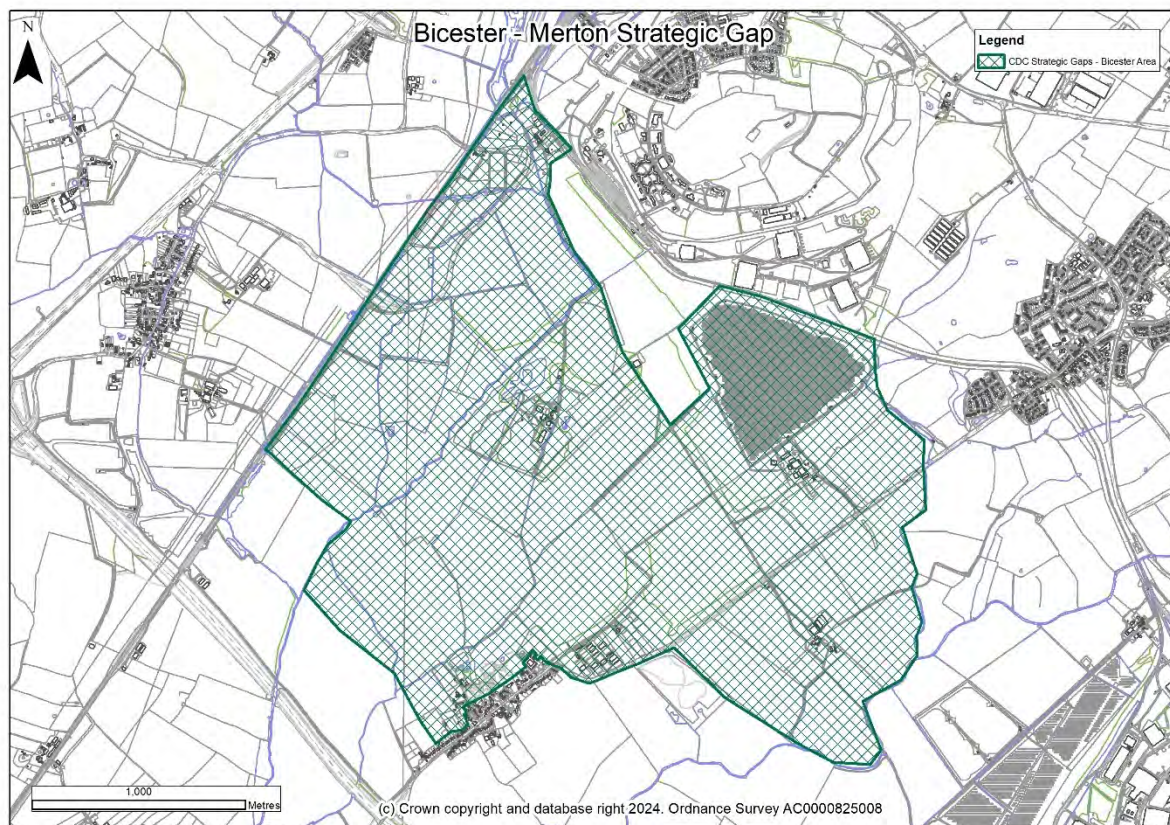 N
Bicester - Merton Strategic Gap
Legend
CDC Strategic Gaps - Bicester Area
1,000
Metres
(c) Crown copyright and database right 2024. Ordnance Survey AC0000825008